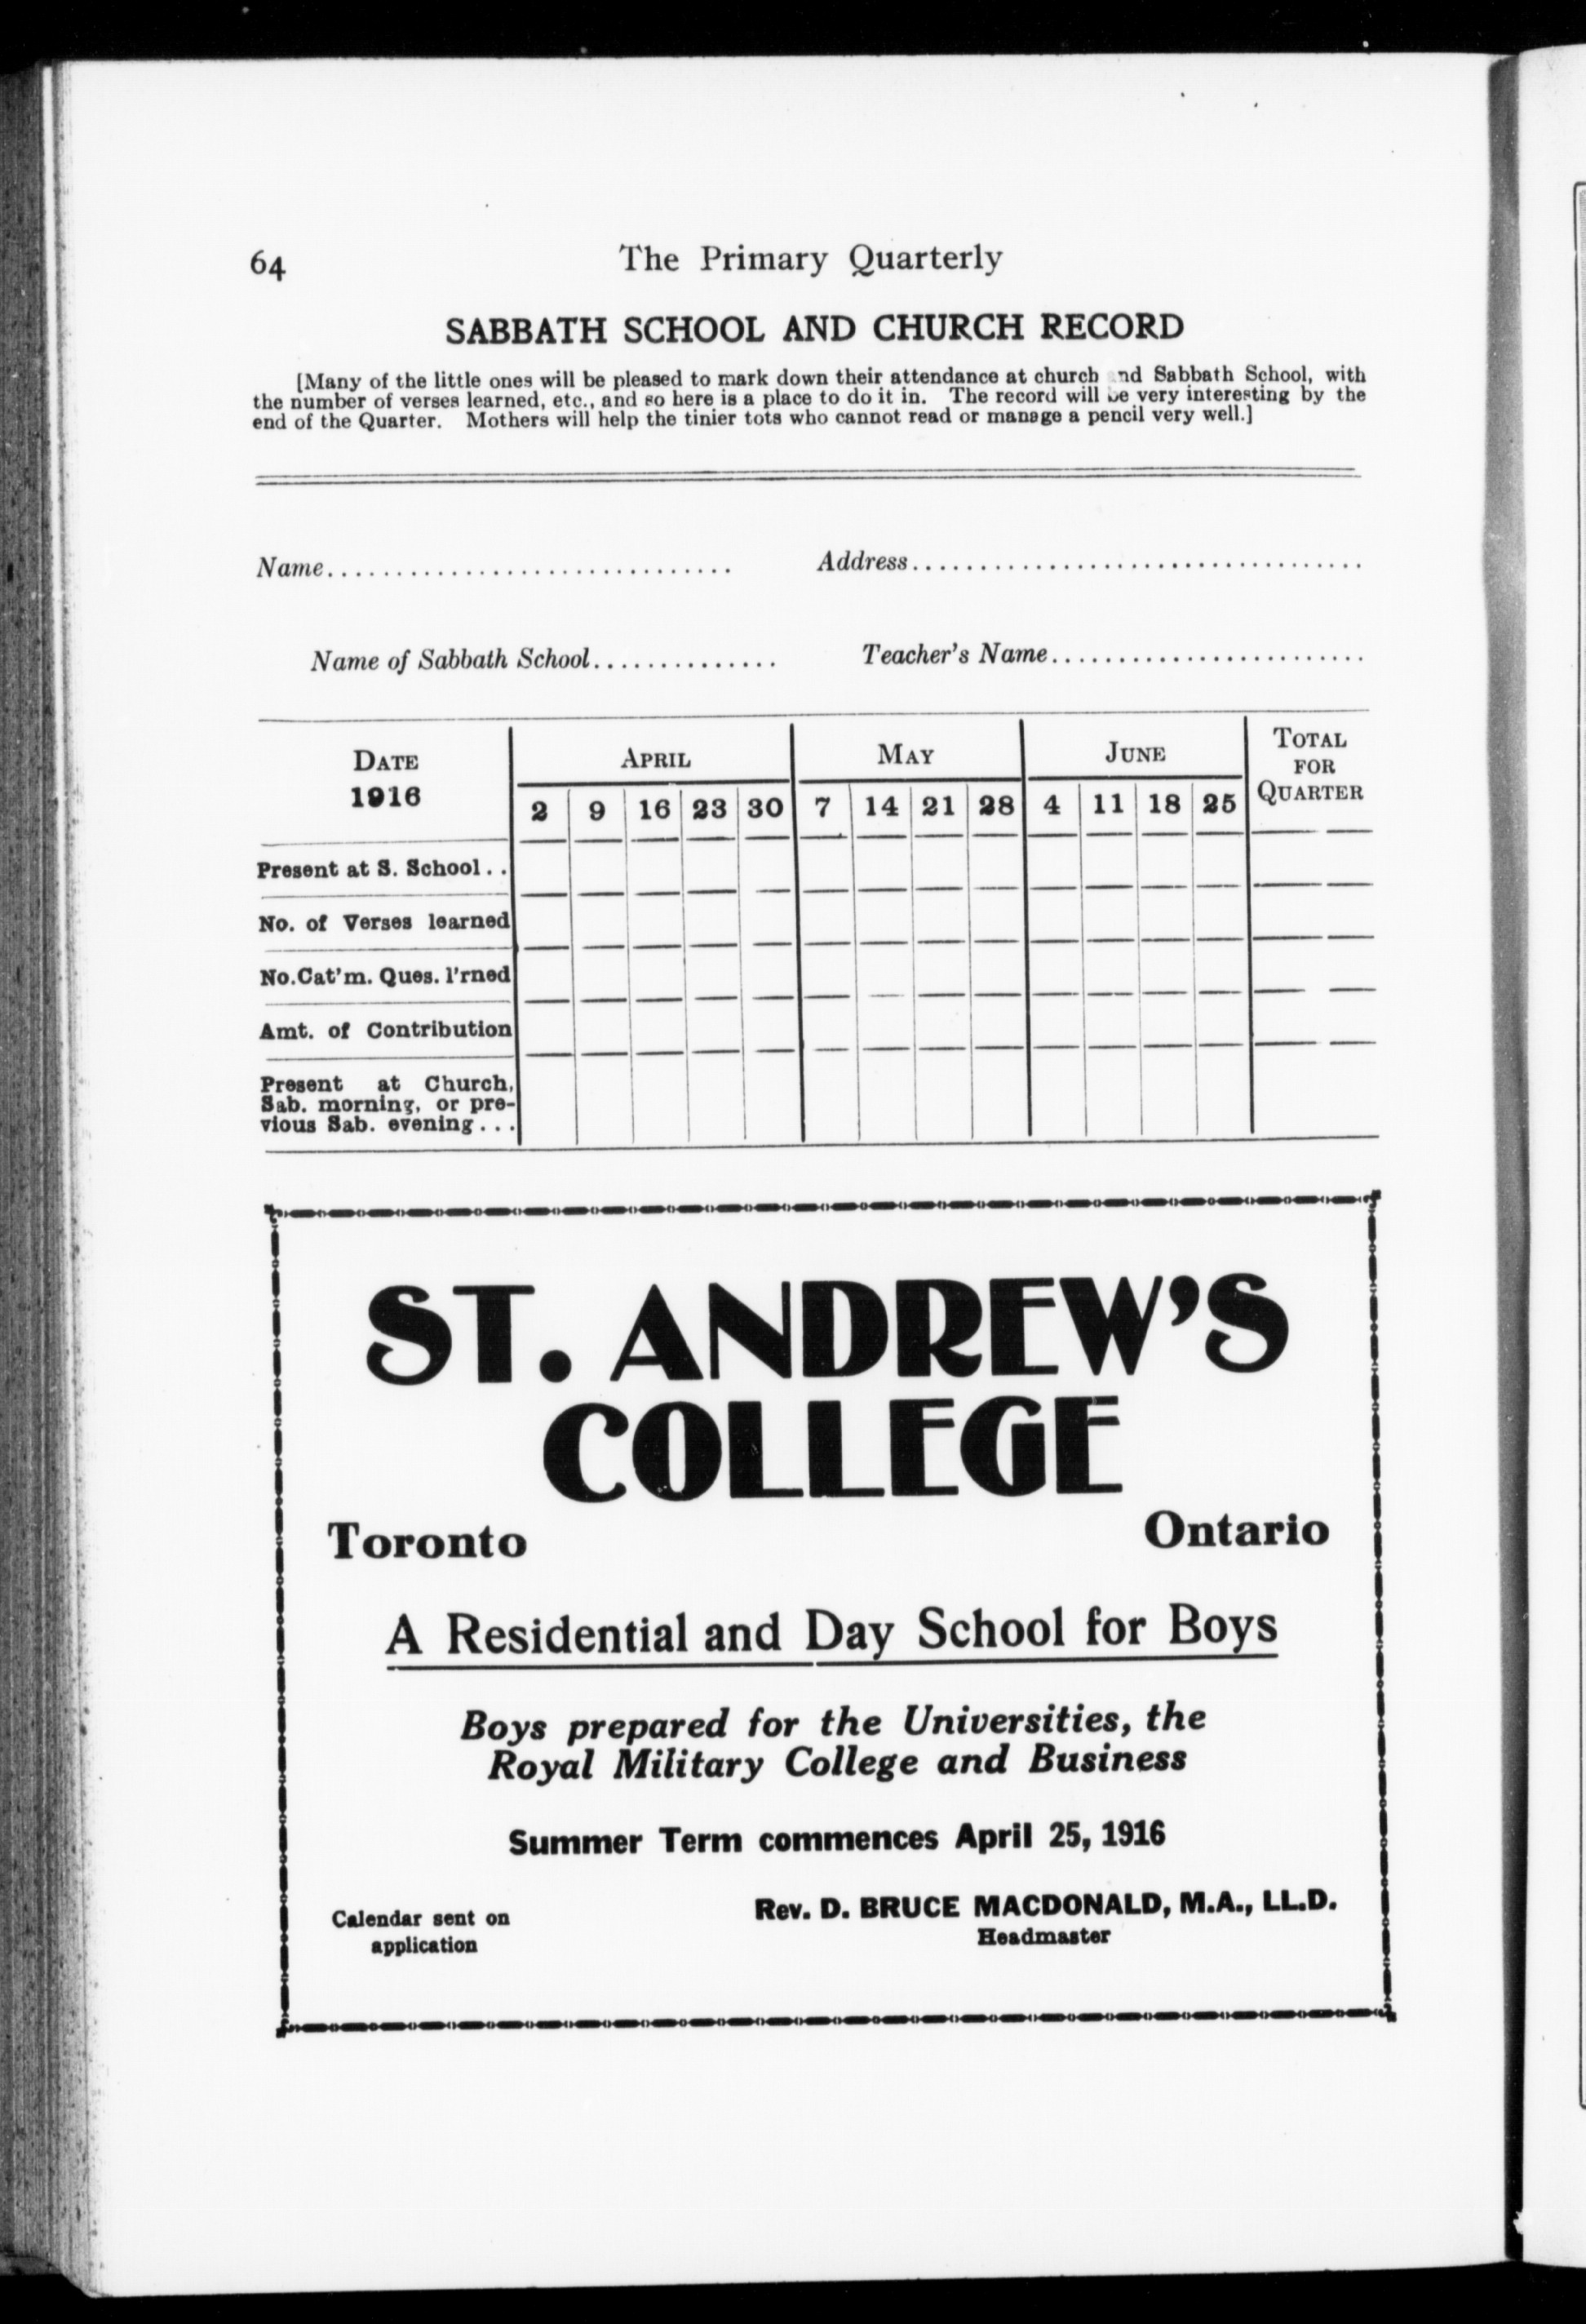 64
The Primary Quarterly
SABBATH SCHOOL AND CHURCH RECORD
[Many of the little ones will be pleased to mark down their attendance at church nd Sabbath School, with
the number of verses learned, etc., and so here is a place to do it in. The record will be very interesting by the
end of the Quarter. Mothers will help the tinier tots who cannot read or manage a pencil very well.]
Name.............................. Address..................................
Name of Sabbath School.............. Teacher's Name........................
DATE 1916 APRIL MAY JUNE TOTAL FOR QUARTER
2 9 16 23 30 7 14 21 28 4 11 18 25
Present at S. School..
No. of Verses learned
No.Cat'm. Ques. l'rned
Amt. of Contribution
Present at Church,
Sab. morning, or pre-
vious Sab. evening...
ST. ANDREW'S
COLLEGE
Toronto Ontario
A Residential and Day School for Boys
Boys prepared for the Universities, the
Royal Military College and Business
Summer Term commences April 25, 1916
Calendar sent on
application
Rev. D. BRUCE MACDONALD, M.A., LL.D.
Headmaster